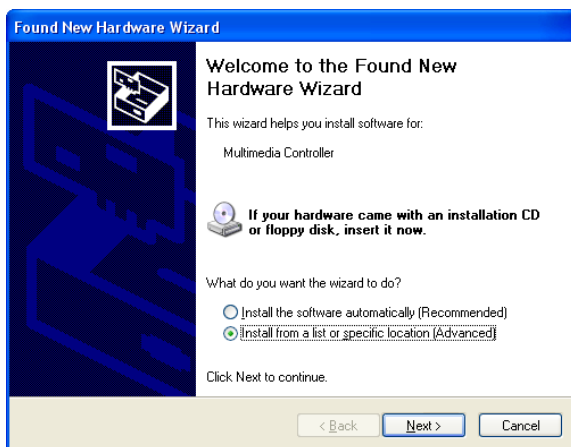 Found New Hardware Wizard
Welcome to the Found New
Hardware Wizard
This wizard helps you install software for:
Multimedia Controller
If your hardware came with an installation CD
or floppy disk, insert it now.
What do you want the wizard to do?
Install the software automatically (Recommended)
Install from a list or specific location (Advanced)
Click Next to continue.
< Back Next > Cancel